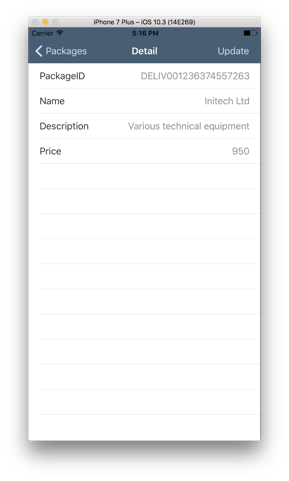 iPhone 7 Plus – iOS 10.3 (14E269)
Carrier 5:16 PM
Packages Detail Update
PackageID DELIV001236374557263
Name Initech Ltd
Description Various technical equipment
Price 950